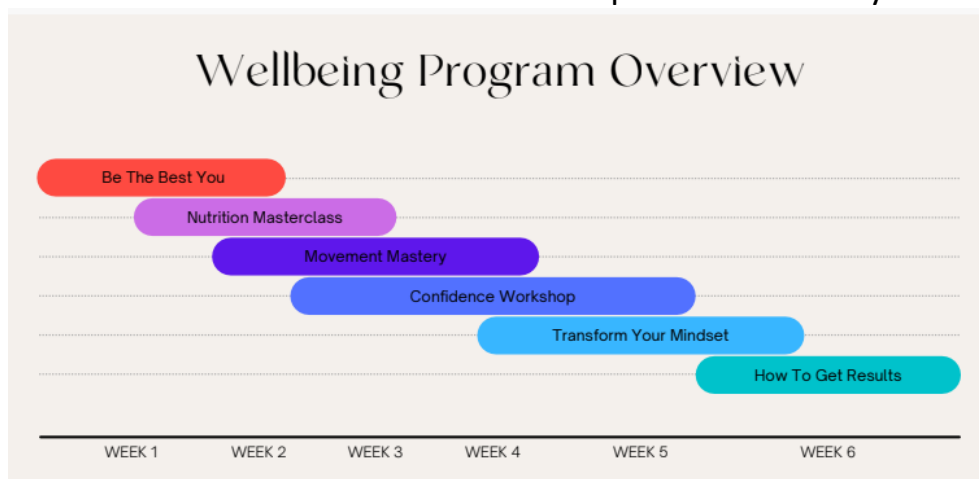 Wellbeing Program Overview
Be The Best You
Nutrition Masterclass
Movement Mastery
Confidence Workshop
Transform Your Mindset
How To Get Results
WEEK 1 WEEK 2 WEEK 3 WEEK 4 WEEK 5 WEEK 6